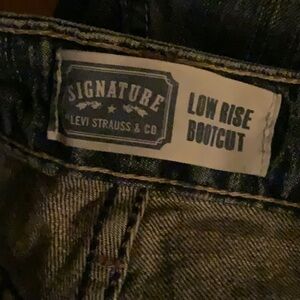 SIGNATURE
LEVI STRAUSS & CO
LOW RISE
BOOTCUT